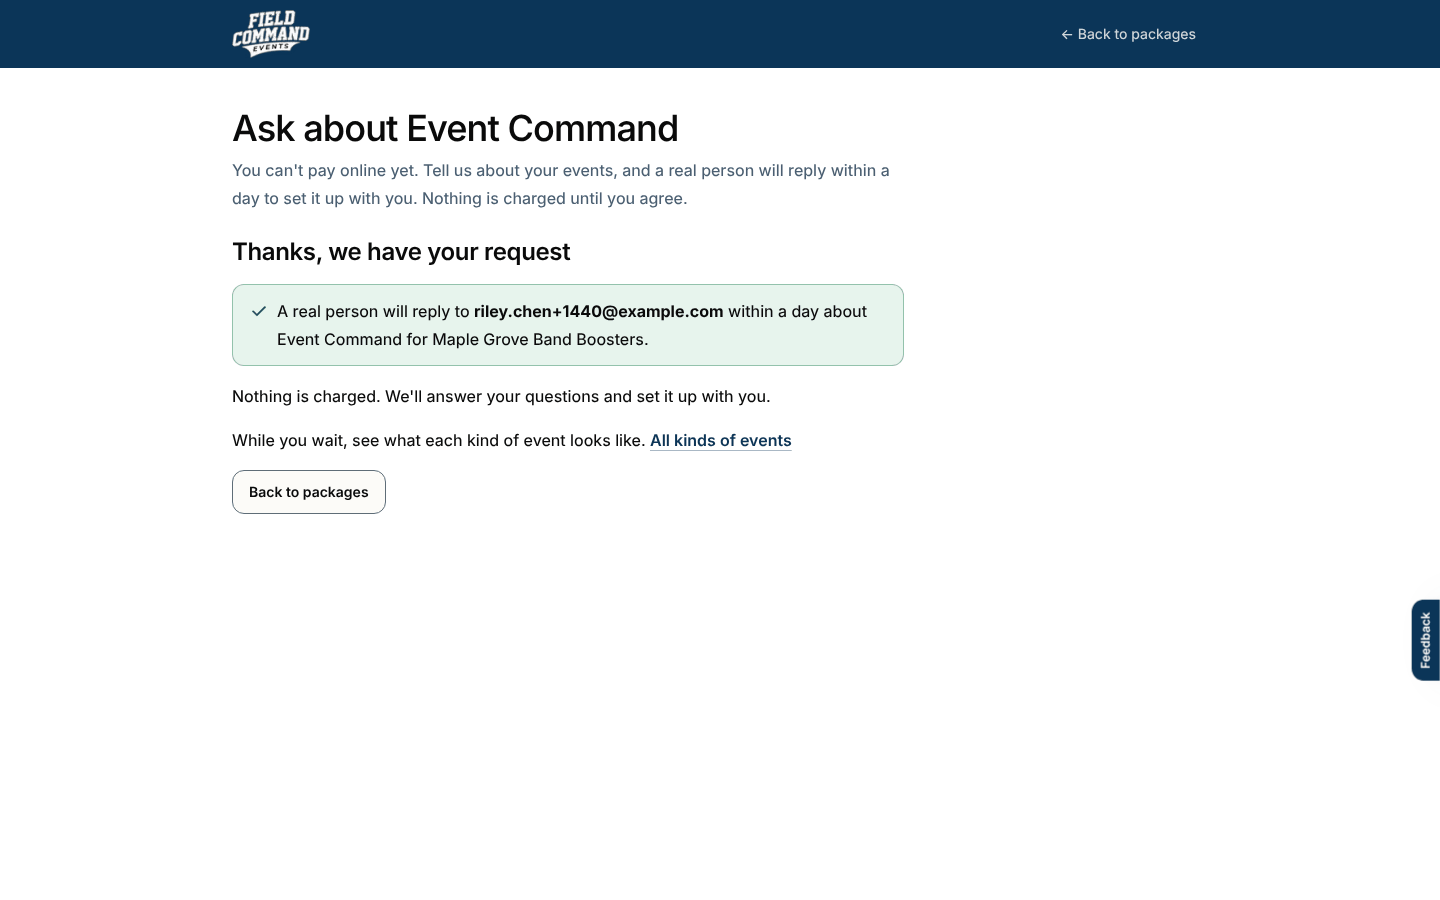 FIELD
COMMAND
EVENTS
← Back to packages
Ask about Event Command
You can't pay online yet. Tell us about your events, and a real person will reply within a
day to set it up with you. Nothing is charged until you agree.
Thanks, we have your request
A real person will reply to riley.chen+1440@example.com within a day about
Event Command for Maple Grove Band Boosters.
Nothing is charged. We'll answer your questions and set it up with you.
While you wait, see what each kind of event looks like. All kinds of events
Back to packages
Feedback